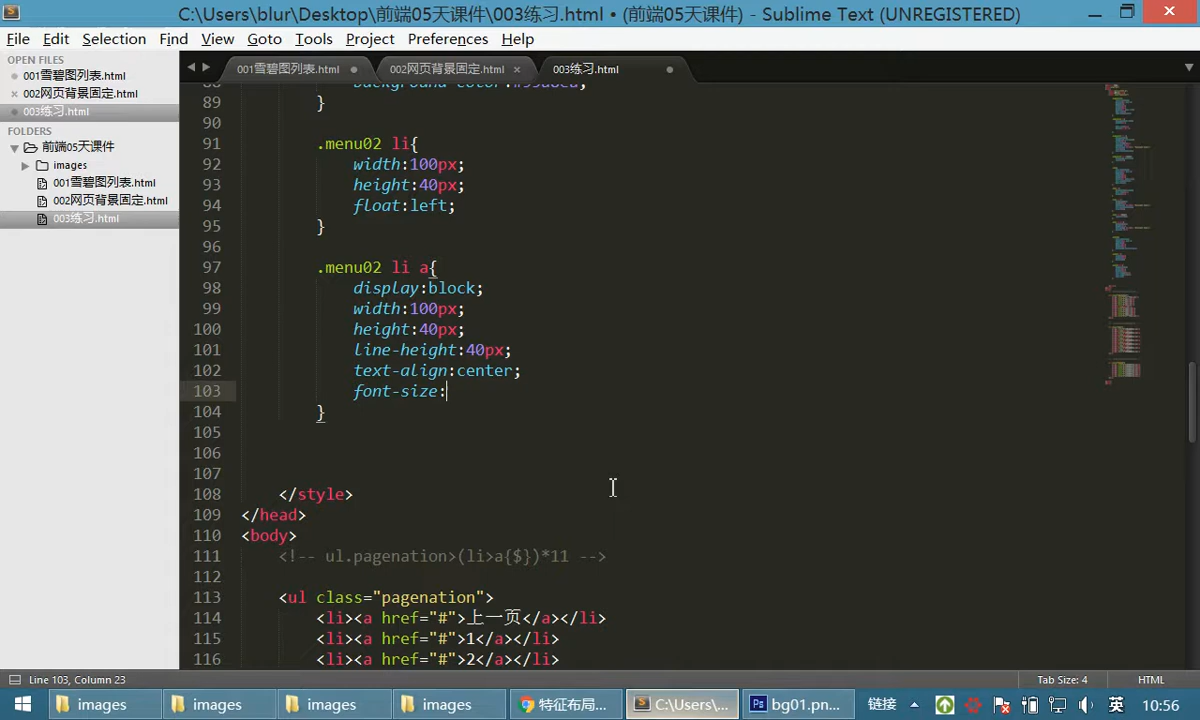 C:\Users\blur\Desktop\前端05天课件\003练习.html • (前端05天课件) - Sublime Text (UNREGISTERED)
File Edit Selection Find View Goto Tools Project Preferences Help
OPEN FILES
001雪碧图列表.html
002网页背景固定.html
003练习.html
FOLDERS
前端05天课件
images
001雪碧图列表.html
002网页背景固定.html
003练习.html
001雪碧图列表.html
002网页背景固定.html
003练习.html
89 }
90
91 .menu02 li{
92 width:100px;
93 height:40px;
94 float:left;
95 }
96
97 .menu02 li a{
98 display:block;
99 width:100px;
100 height:40px;
101 line-height:40px;
102 text-align:center;
103 font-size:
104 }
105
106
107
108 </style>
109 </head>
110 <body>
111 <!-- ul.pagenation>(li>a{$})*11 -->
112
113 <ul class="pagenation">
114 <li><a href="#">上一页</a></li>
115 <li><a href="#">1</a></li>
116 <li><a href="#">2</a></li>
Line 103, Column 23 Tab Size: 4 HTML
images images images images 特征布局... C:\Users\... bg01.pn... 链接 英 10:56